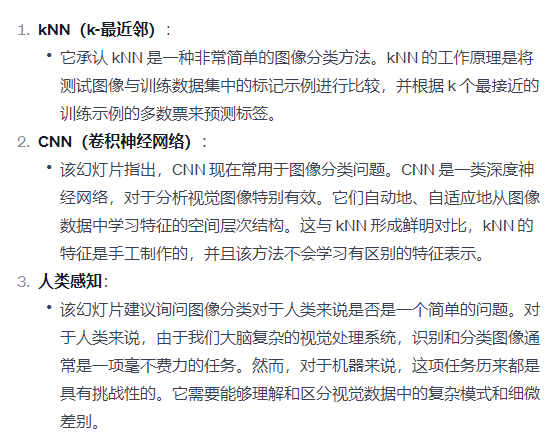 1. kNN（k-最近邻）：
• 它承认 kNN 是一种非常简单的图像分类方法。kNN 的工作原理是将
测试图像与训练数据集中的标记示例进行比较，并根据 k 个最接近的
训练示例的多数票来预测标签。
2. CNN（卷积神经网络）：
• 该幻灯片指出，CNN 现在常用于图像分类问题。CNN 是一类深度神
经网络，对于分析视觉图像特别有效。它们自动地、自适应地从图像
数据中学习特征的空间层次结构。这与 kNN 形成鲜明对比，kNN 的
特征是手工制作的，并且该方法不会学习有区别的特征表示。
3. 人类感知：
• 该幻灯片建议询问图像分类对于人类来说是否是一个简单的问题。对
于人类来说，由于我们大脑复杂的视觉处理系统，识别和分类图像通
常是一项毫不费力的任务。然而，对于机器来说，这项任务历来都是
具有挑战性的。它需要能够理解和区分视觉数据中的复杂模式和细微
差别。